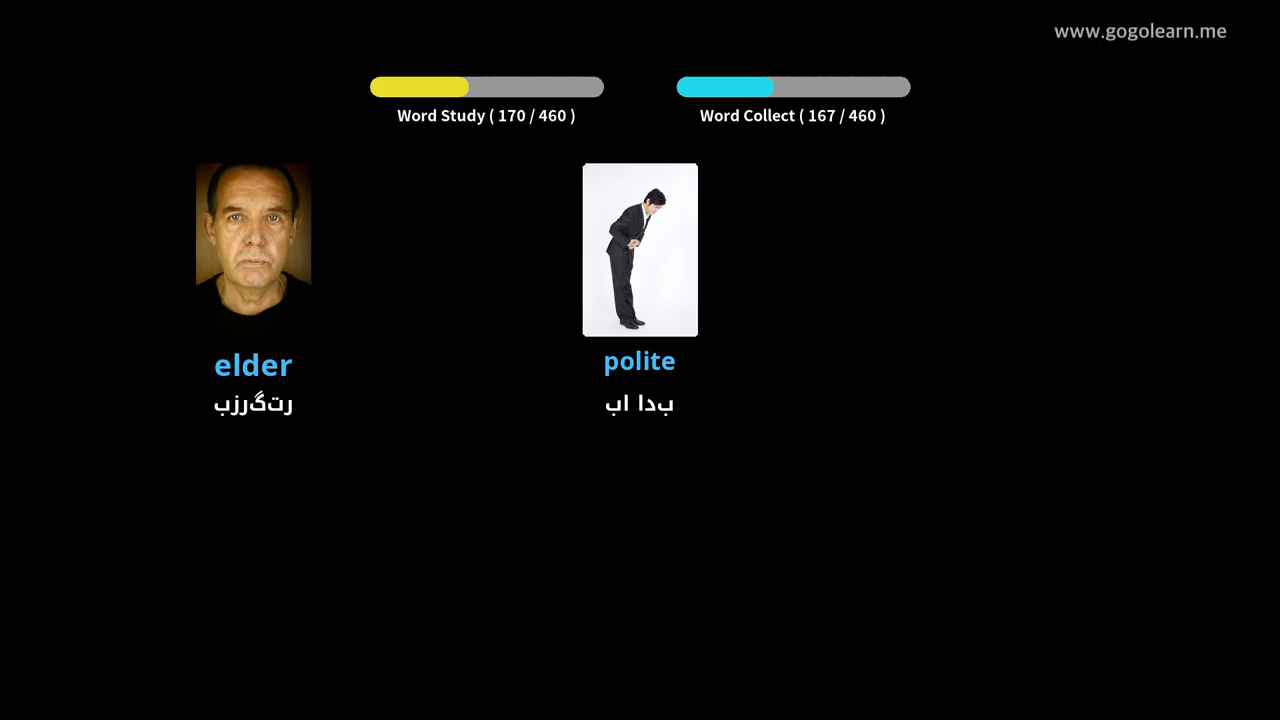 www.gogolearn.me
Word Study ( 170 / 460 )
Word Collect ( 167 / 460 )
elder
رتگرزب
polite
بدا اب